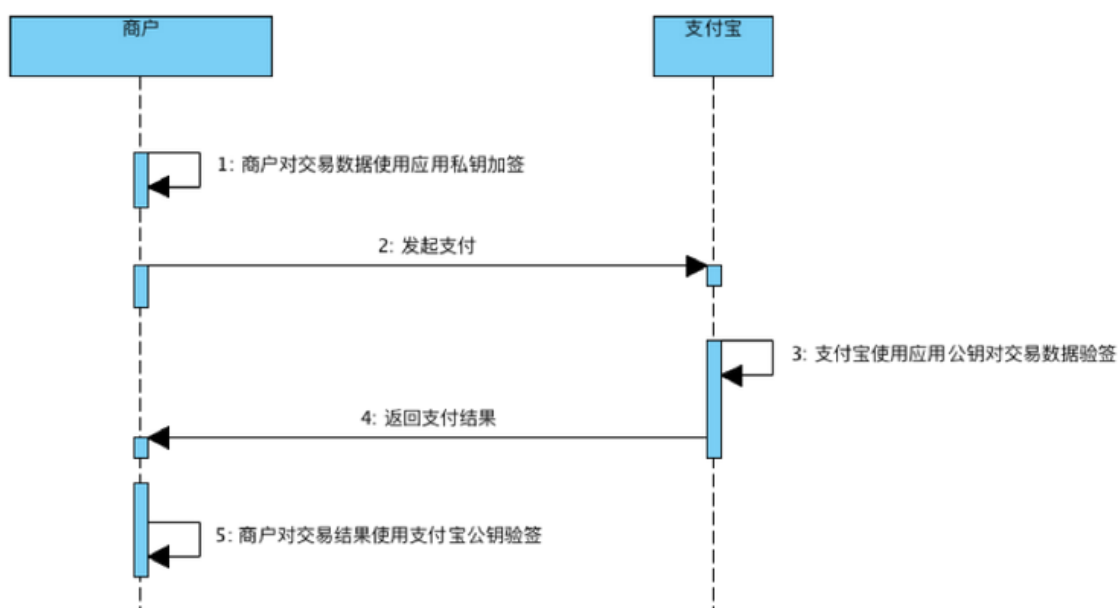 商户
支付宝
1: 商户对交易数据使用应用私钥加签
2: 发起支付
3: 支付宝使用应用公钥对交易数据验签
4: 返回支付结果
5: 商户对交易结果使用支付宝公钥验签